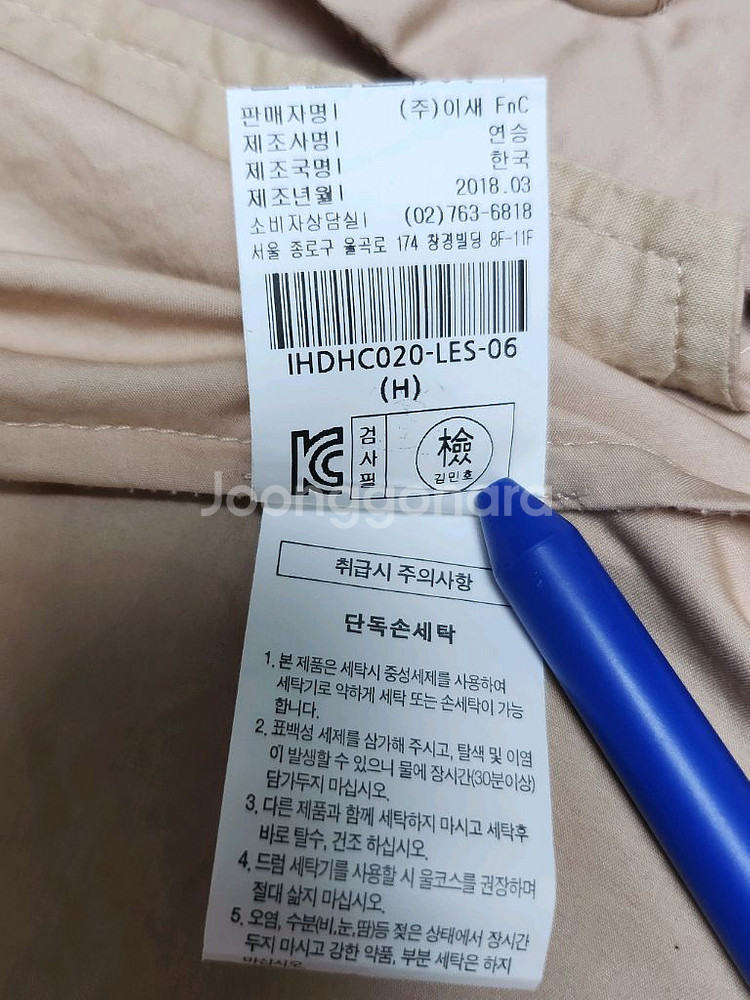 판매자명| (주)이새 FnC
제조사명| 연승
제조국명| 한국
제조년월| 2018.03
소비자상담실| (02)763-6818
서울 종로구 율곡로 174 창경빌딩 8F-11F
IHDHC020-LES-06
(H)
검사필
檢
김민호
Joonggonara
취급시 주의사항
단독손세탁
1. 본 제품은 세탁시 중성세제를 사용하여
세탁기로 약하게 세탁 또는 손세탁이 가능
합니다.
2. 표백성 세제를 삼가해 주시고, 탈색 및 이염
이 발생할 수 있으니 물에 장시간(30분이상)
담가두지 마십시오.
3. 다른 제품과 함께 세탁하지 마시고 세탁후
바로 탈수, 건조 하십시오.
4. 드럼 세탁기를 사용할 시 울코스를 권장하며
절대 삶지 마십시오.
5. 오염, 수분(비,눈,땀)등 젖은 상태에서 장시간
두지 마시고 강한 약품, 부분 세탁은 하지
마십시오